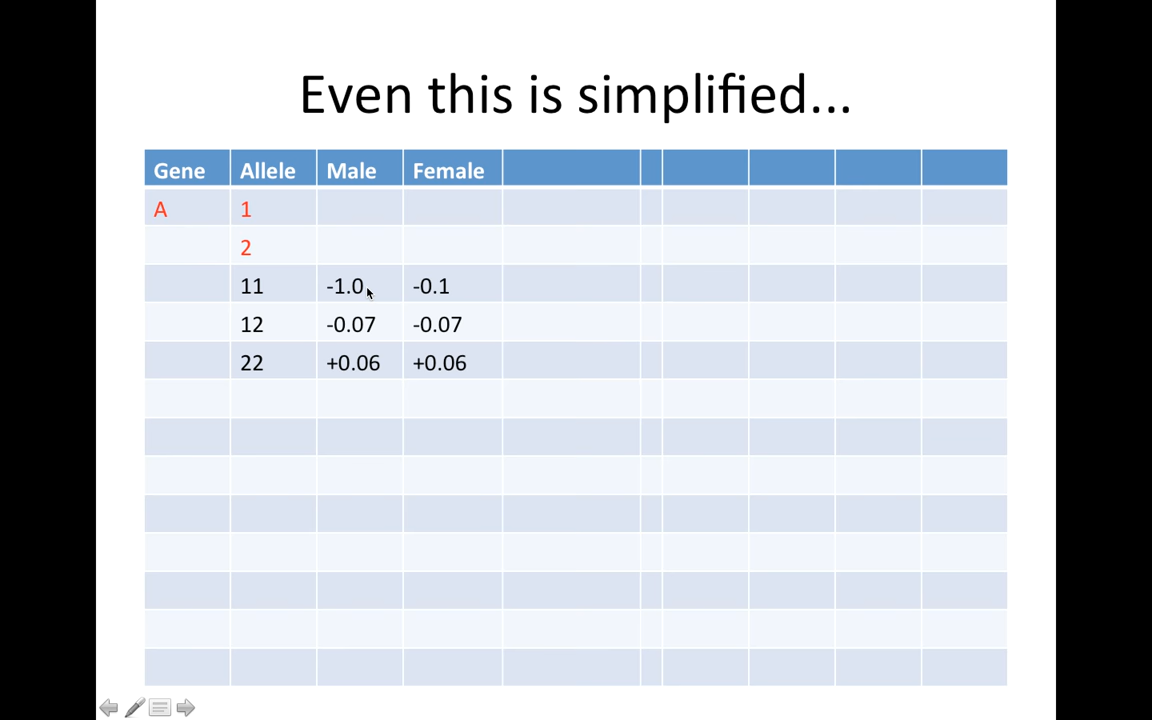 Even this is simplified...
Gene Allele Male Female
A 1
2
11 -1.0 -0.1
12 -0.07 -0.07
22 +0.06 +0.06